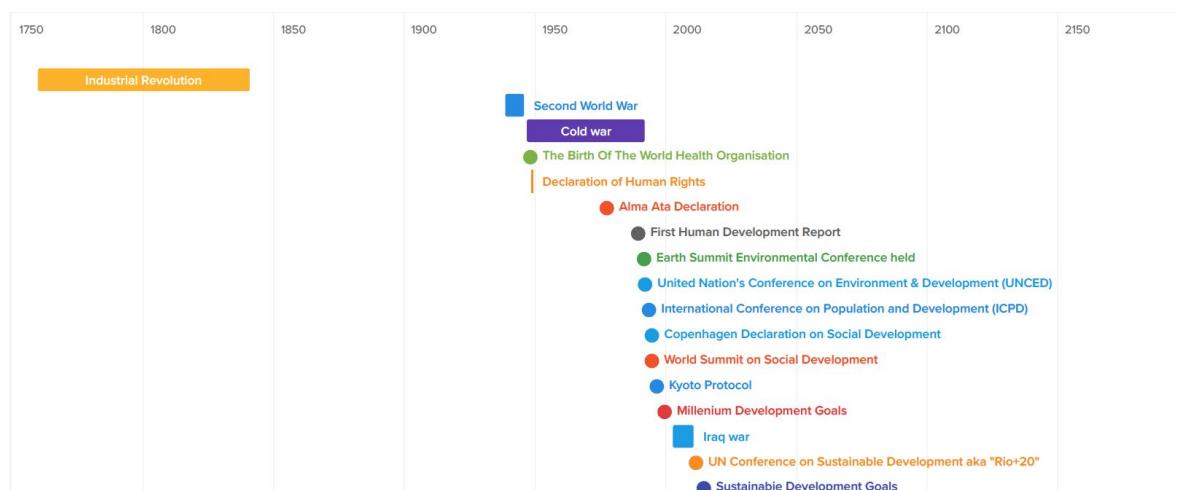 1750 1800 1850 1900 1950 2000 2050 2100 2150
Industrial Revolution
Second World War
Cold war
The Birth Of The World Health Organisation
Declaration of Human Rights
Alma Ata Declaration
First Human Development Report
Earth Summit Environmental Conference held
United Nation's Conference on Environment & Development (UNCED)
International Conference on Population and Development (ICPD)
Copenhagen Declaration on Social Development
World Summit on Social Development
Kyoto Protocol
Millenium Development Goals
Iraq war
UN Conference on Sustainable Development aka "Rio+20"
Sustainable Development Goals